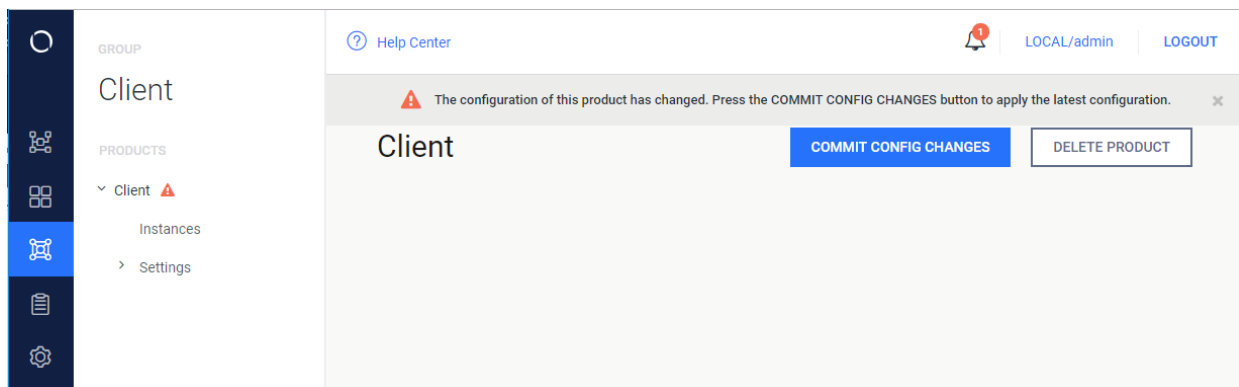 GROUP
Client
PRODUCTS
Client
Instances
Settings
Help Center
1
LOCAL/admin
LOGOUT
The configuration of this product has changed. Press the COMMIT CONFIG CHANGES button to apply the latest configuration.
Client
COMMIT CONFIG CHANGES
DELETE PRODUCT